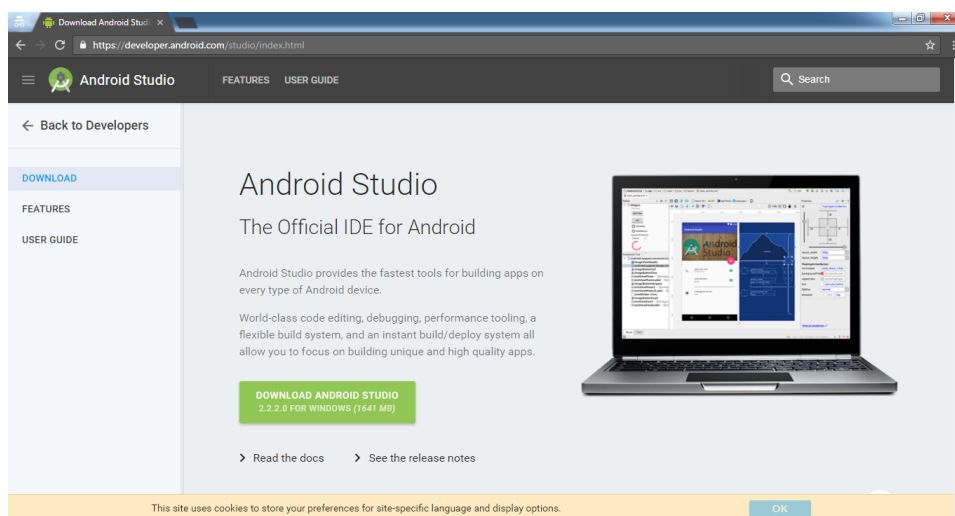 Download Android Studi
https://developer.android.com/studio/index.html
Android Studio
FEATURES
USER GUIDE
Search
Back to Developers
DOWNLOAD
FEATURES
USER GUIDE
Android Studio
The Official IDE for Android
Android Studio provides the fastest tools for building apps on
every type of Android device.
World-class code editing, debugging, performance tooling, a
flexible build system, and an instant build/deploy system all
allow you to focus on building unique and high quality apps.
DOWNLOAD ANDROID STUDIO
2.2.2.0 FOR WINDOWS (1641 MB)
Read the docs
See the release notes
Android
Studio
This site uses cookies to store your preferences for site-specific language and display options.
OK